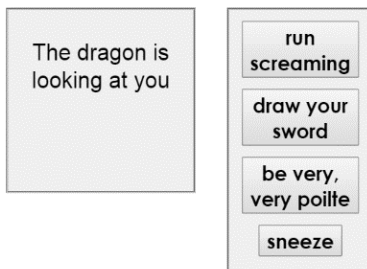 The dragon is
looking at you
run
screaming
draw your
sword
be very,
very poilte
sneeze